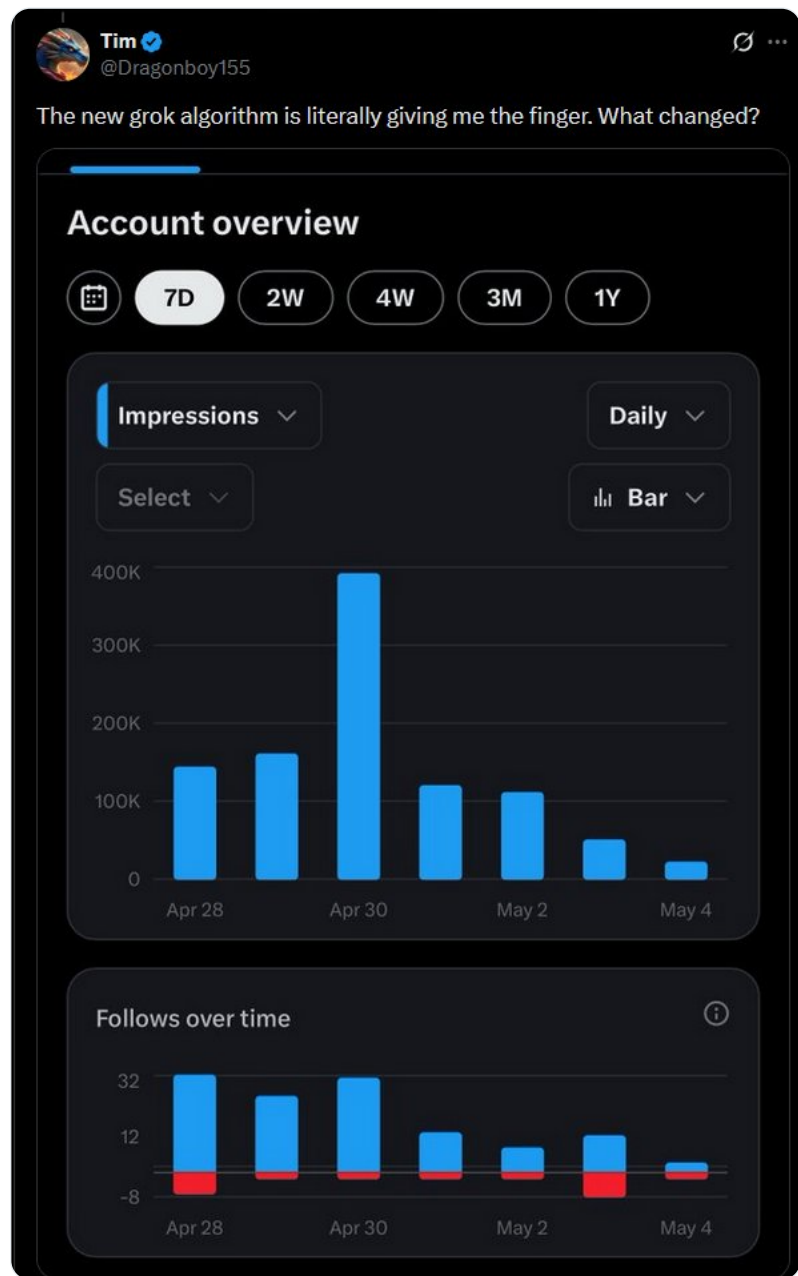 Tim
@Dragonboy155
The new grok algorithm is literally giving me the finger. What changed?
Account overview
7D 2W 4W 3M 1Y
Impressions Daily
Select Bar
400K
300K
200K
100K
0
Apr 28 Apr 30 May 2 May 4
Follows over time
32
12
-8
Apr 28 Apr 30 May 2 May 4